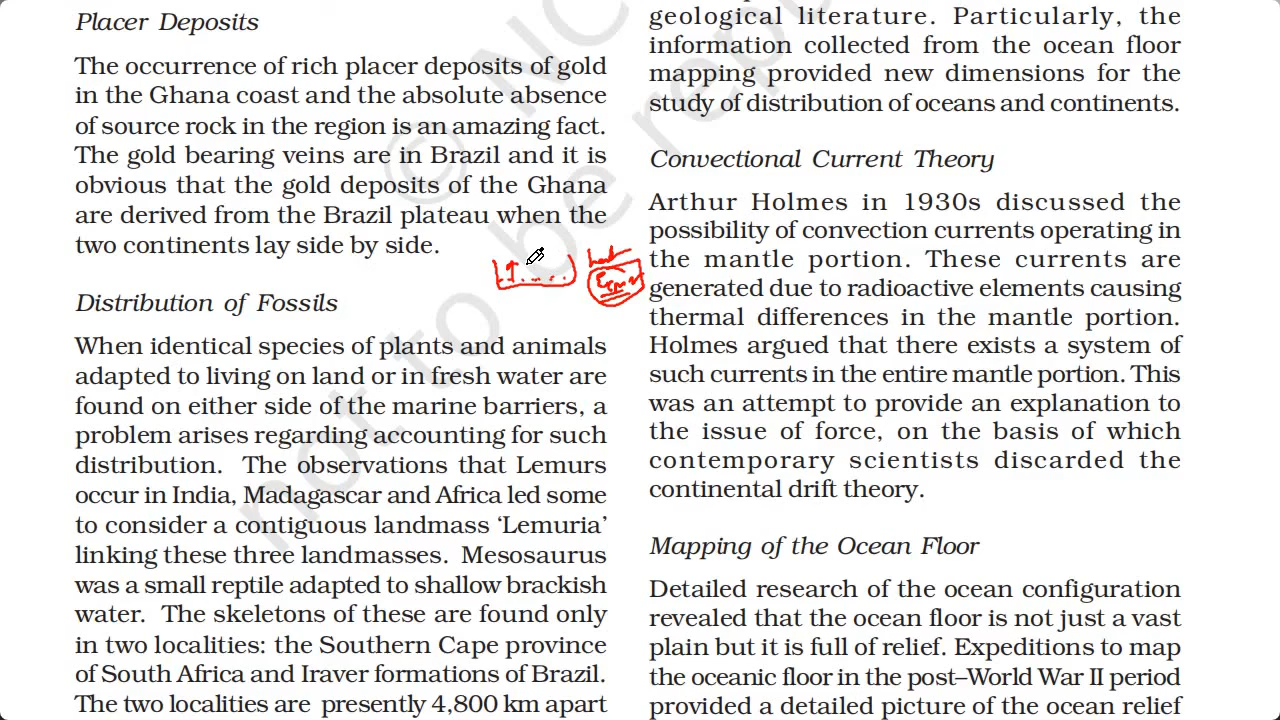 Placer Deposits
The occurrence of rich placer deposits of gold
in the Ghana coast and the absolute absence
of source rock in the region is an amazing fact.
The gold bearing veins are in Brazil and it is
obvious that the gold deposits of the Ghana
are derived from the Brazil plateau when the
two continents lay side by side.
Distribution of Fossils
When identical species of plants and animals
adapted to living on land or in fresh water are
found on either side of the marine barriers, a
problem arises regarding accounting for such
distribution. The observations that Lemurs
occur in India, Madagascar and Africa led some
to consider a contiguous landmass ‘Lemuria’
linking these three landmasses. Mesosaurus
was a small reptile adapted to shallow brackish
water. The skeletons of these are found only
in two localities: the Southern Cape province
of South Africa and Iraver formations of Brazil.
The two localities are presently 4,800 km apart
geological literature. Particularly, the
information collected from the ocean floor
mapping provided new dimensions for the
study of distribution of oceans and continents.
Convectional Current Theory
Arthur Holmes in 1930s discussed the
possibility of convection currents operating in
the mantle portion. These currents are
generated due to radioactive elements causing
thermal differences in the mantle portion.
Holmes argued that there exists a system of
such currents in the entire mantle portion. This
was an attempt to provide an explanation to
the issue of force, on the basis of which
contemporary scientists discarded the
continental drift theory.
Mapping of the Ocean Floor
Detailed research of the ocean configuration
revealed that the ocean floor is not just a vast
plain but it is full of relief. Expeditions to map
the oceanic floor in the post–World War II period
provided a detailed picture of the ocean relief
© NC
not to be rep